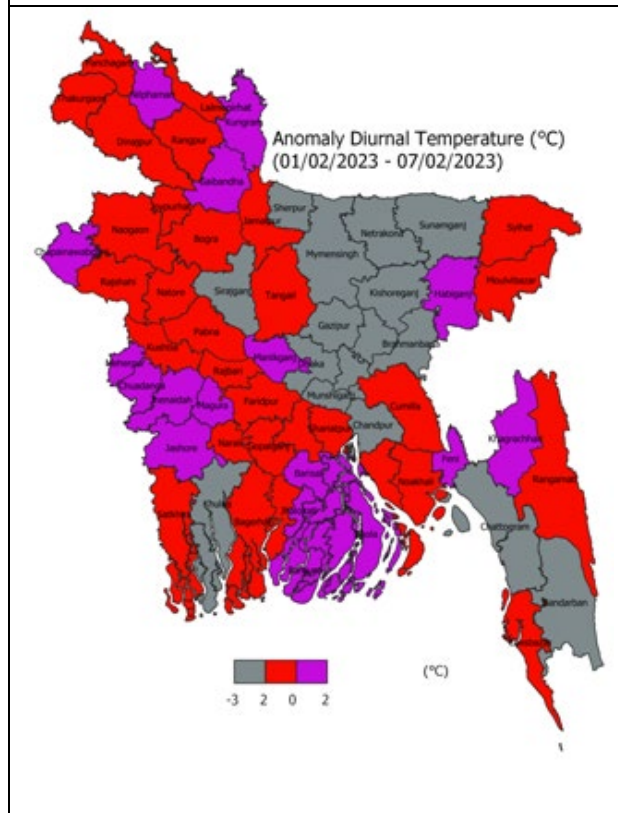 Anomaly Diurnal Temperature (°C)
(01/02/2023 - 07/02/2023)
Panchagarh
Thakurgaon
Nilphamari
Lalmonirhat
Kurigram
Dinajpur
Rangpur
Gaibandha
Joypurhat
Jamalpur
Sherpur
Netrakona
Sunamganj
Sylhet
Naogaon
Bogra
Mymensingh
Moulvibazar
Rajshahi
Natore
Sirajganj
Tangail
Kishoreganj
Habiganj
Pabna
Gazipur
Kushtia
Manikganj
Dhaka
Rajbari
Chuadanga
Jhenaidah
Magura
Faridpur
Munshiganj
Cumilla
Chandpur
Jashore
Narail
Gopalganj
Shariatpur
Khagrachhari
Feni
Noakhali
Rangamati
Barisal
Khulna
Satkhira
Bagerhat
Bhola
Chattogram
Bandarban
(°C)
-3 2 0 2